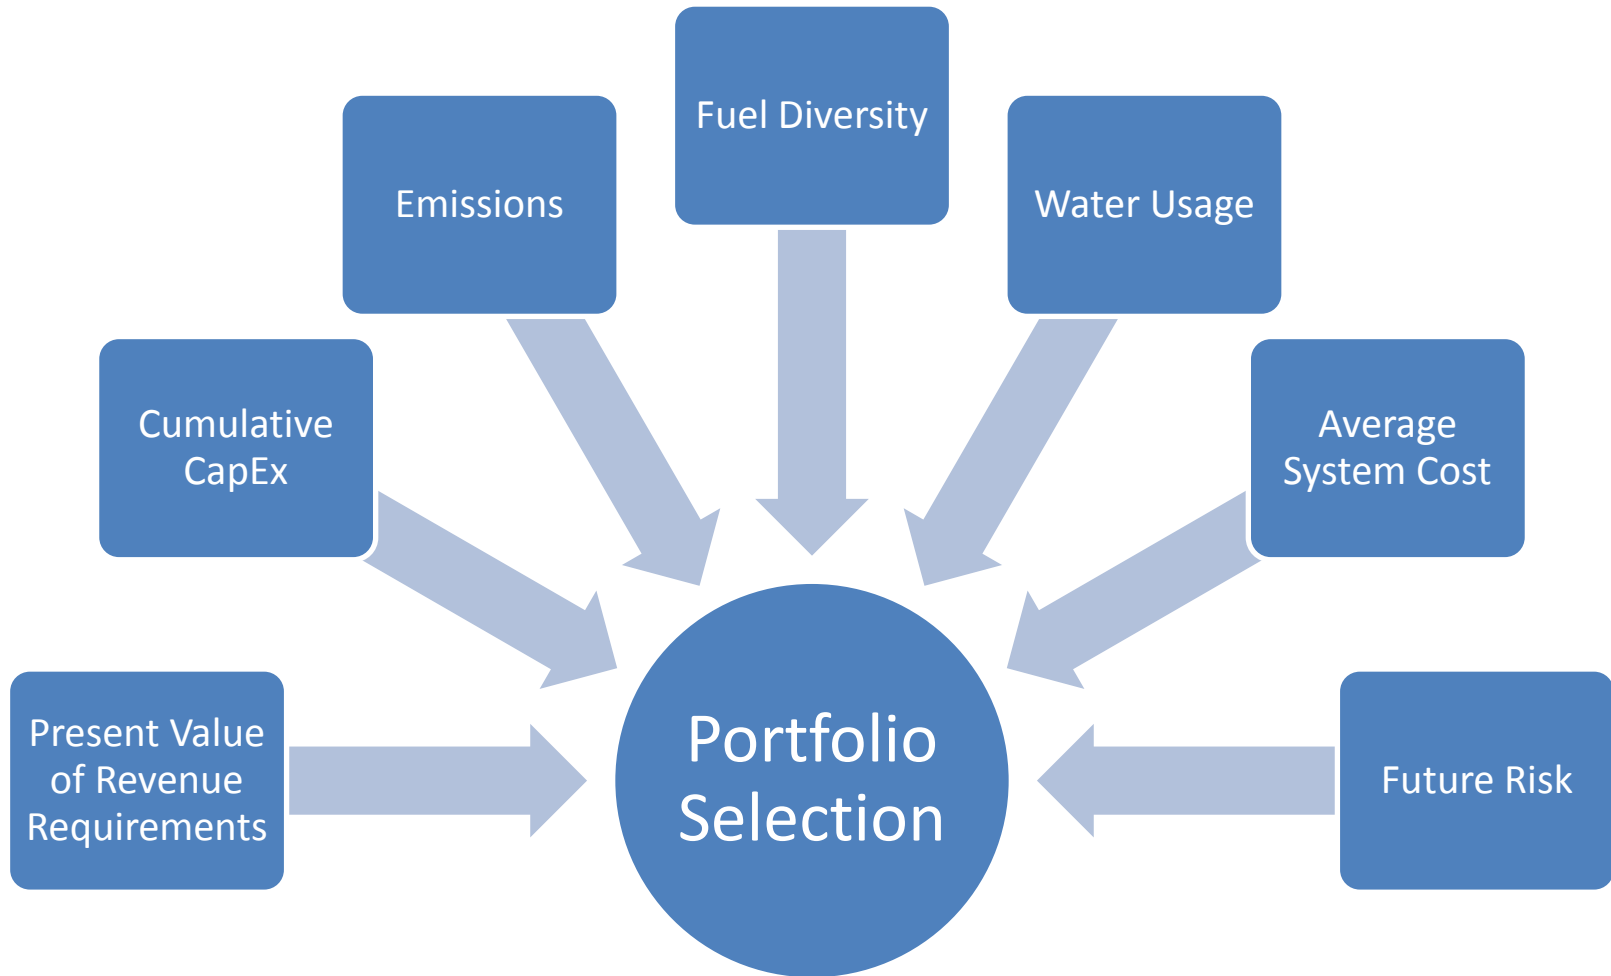 Fuel Diversity
Emissions
Water Usage
Cumulative
CapEx
Average
System Cost
Present Value
of Revenue
Requirements
Portfolio
Selection
Future Risk